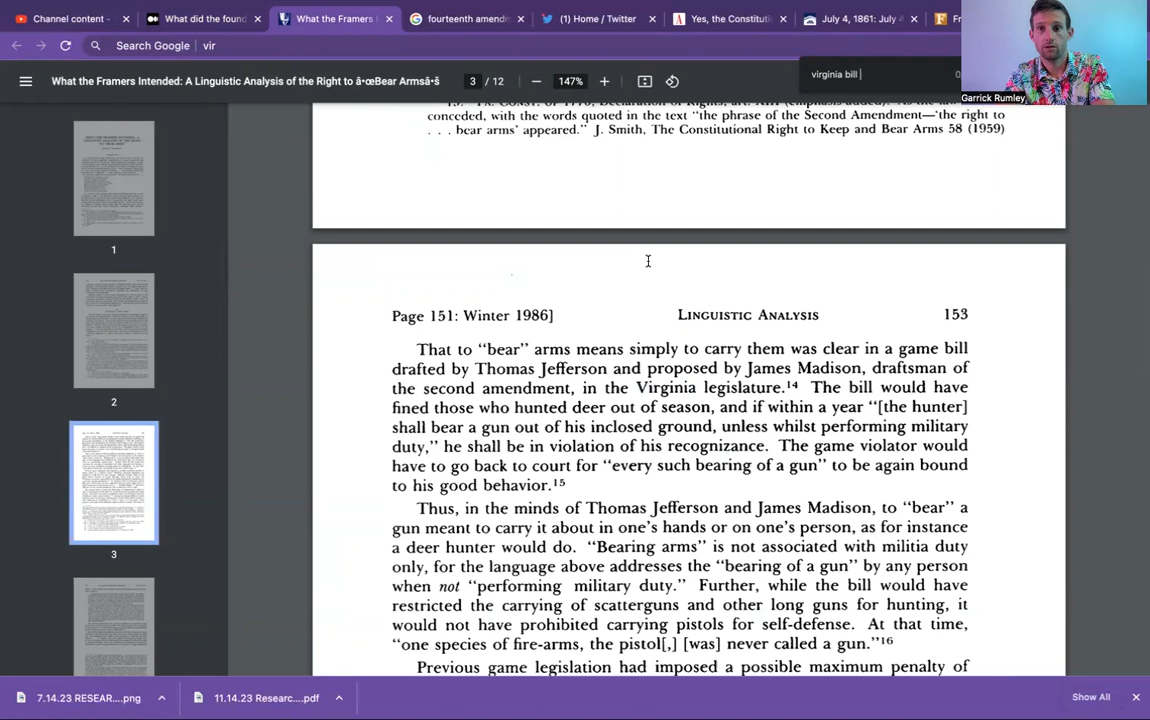 Channel content -
What did the found
What the Framers I
fourteenth amendn
(1) Home / Twitter
Yes, the Constituti
July 4, 1861: July
Search Google
vir
What the Framers Intended: A Linguistic Analysis of the Right to â•œBear Armsâ•š
3 / 12
147%
virginia bill
Garrick Rumley
conceded, with the words quoted in the text "the phrase of the Second Amendment—'the right to
. . . bear arms' appeared." J. Smith, The Constitutional Right to Keep and Bear Arms 58 (1959)
1
2
3
Page 151: Winter 1986]
Linguistic Analysis
153
That to "bear" arms means simply to carry them was clear in a game bill
drafted by Thomas Jefferson and proposed by James Madison, draftsman of
the second amendment, in the Virginia legislature.¹⁴ The bill would have
fined those who hunted deer out of season, and if within a year "[the hunter]
shall bear a gun out of his inclosed ground, unless whilst performing military
duty," he shall be in violation of his recognizance. The game violator would
have to go back to court for "every such bearing of a gun" to be again bound
to his good behavior.¹⁵
Thus, in the minds of Thomas Jefferson and James Madison, to "bear" a
gun meant to carry it about in one's hands or on one's person, as for instance
a deer hunter would do. "Bearing arms" is not associated with militia duty
only, for the language above addresses the "bearing of a gun" by any person
when not "performing military duty." Further, while the bill would have
restricted the carrying of scatterguns and other long guns for hunting, it
would not have prohibited carrying pistols for self-defense. At that time,
"one species of fire-arms, the pistol[,] [was] never called a gun."¹⁶
Previous game legislation had imposed a possible maximum penalty of
7.14.23 RESEAR....png
11.14.23 Researc....pdf
Show All